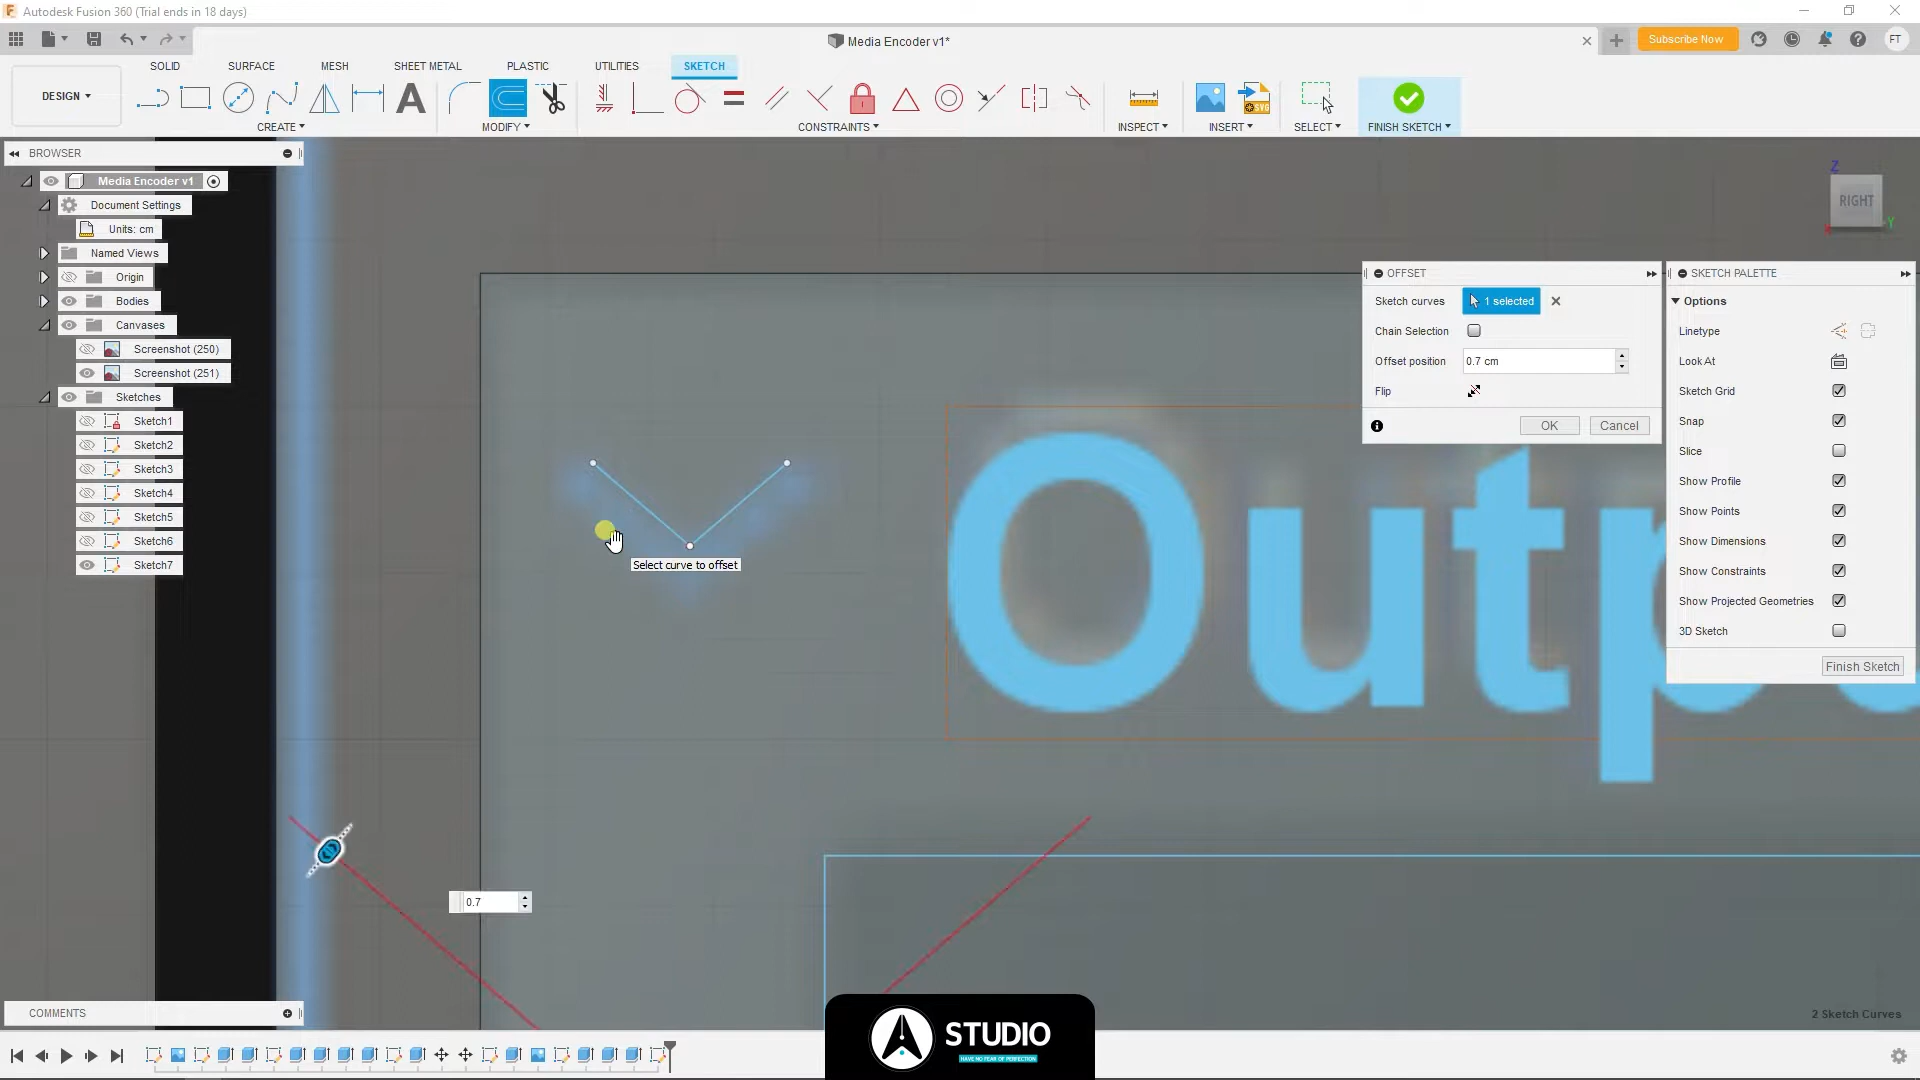 Autodesk Fusion 360 (Trial ends in 18 days)
Media Encoder v1*
Subscribe Now
FT
DESIGN
SOLID
SURFACE
MESH
SHEET METAL
PLASTIC
UTILITIES
SKETCH
CREATE
MODIFY
CONSTRAINTS
INSPECT
INSERT
SELECT
FINISH SKETCH
BROWSER
Media Encoder v1
Document Settings
Units: cm
Named Views
Origin
Bodies
Canvases
Screenshot (250)
Screenshot (251)
Sketches
Sketch1
Sketch2
Sketch3
Sketch4
Sketch5
Sketch6
Sketch7
Z
RIGHT
Y
X
OFFSET
Sketch curves
1 selected
Chain Selection
Offset position
0.7 cm
Flip
OK
Cancel
SKETCH PALETTE
Options
Linetype
Look At
Sketch Grid
Snap
Slice
Show Profile
Show Points
Show Dimensions
Show Constraints
Show Projected Geometries
3D Sketch
Finish Sketch
Select curve to offset
0.7
COMMENTS
2 Sketch Curves
STUDIO
HAVE NO FEAR OF PERFECTION